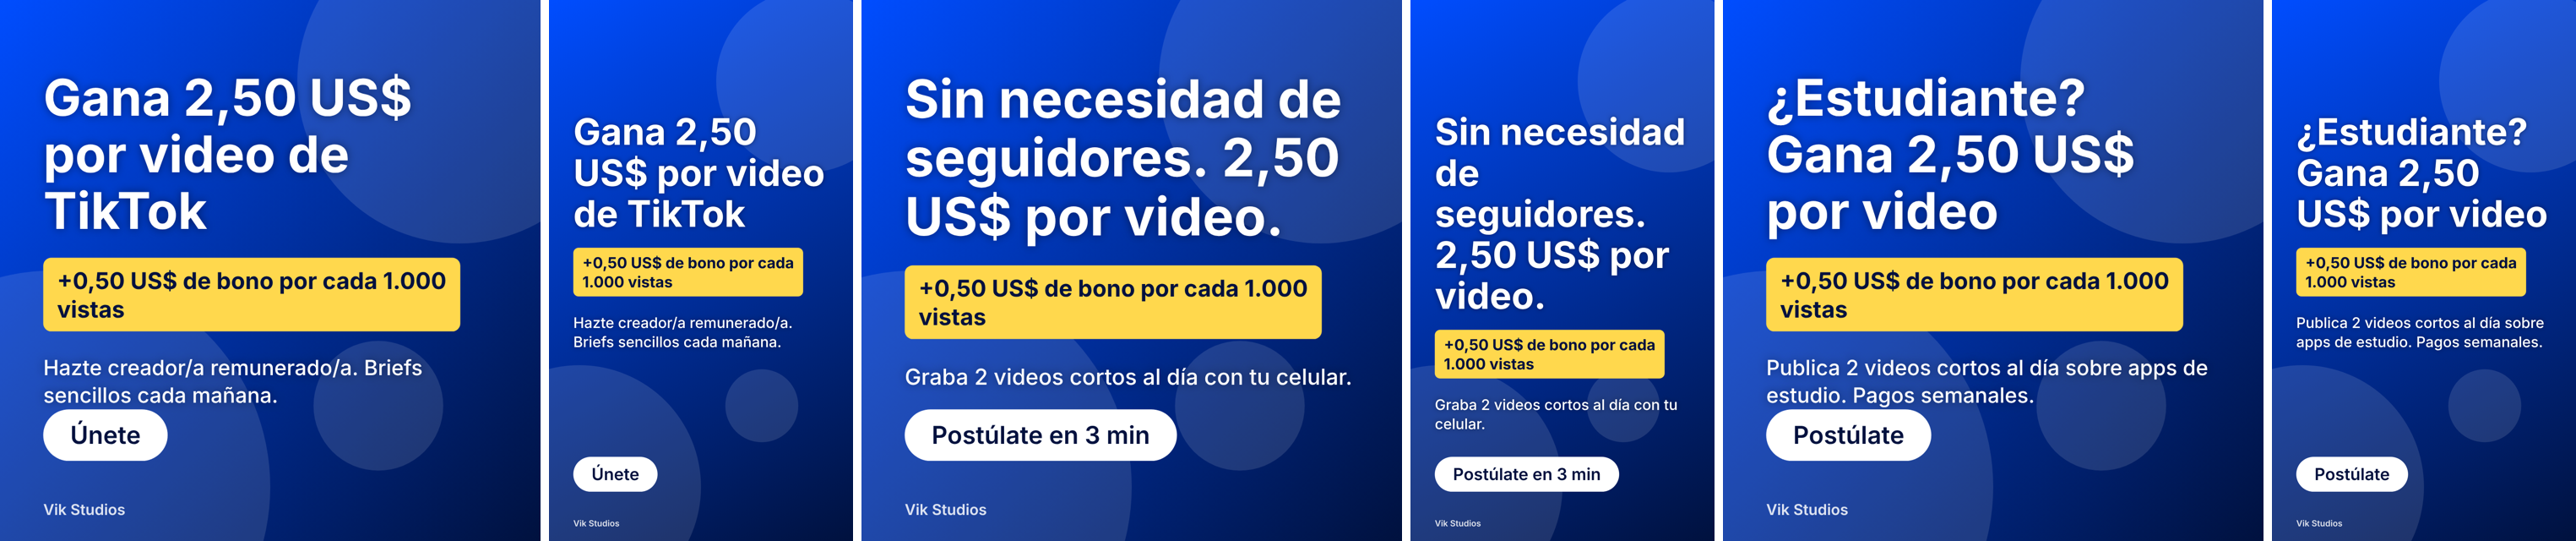 Gana 2,50 US$
por video de
TikTok
+0,50 US$ de bono por cada 1.000
vistas
Hazte creador/a remunerado/a. Briefs
sencillos cada mañana.
Únete
Vik Studios
Gana 2,50
US$ por video
de TikTok
+0,50 US$ de bono por cada
1.000 vistas
Hazte creador/a remunerado/a.
Briefs sencillos cada mañana.
Únete
Vik Studios
Sin necesidad de
seguidores. 2,50
US$ por video.
+0,50 US$ de bono por cada 1.000
vistas
Graba 2 videos cortos al día con tu celular.
Postúlate en 3 min
Vik Studios
Sin necesidad
de
seguidores.
2,50 US$ por
video.
+0,50 US$ de bono por cada
1.000 vistas
Graba 2 videos cortos al día con tu
celular.
Postúlate en 3 min
Vik Studios
¿Estudiante?
Gana 2,50 US$
por video
+0,50 US$ de bono por cada 1.000
vistas
Publica 2 videos cortos al día sobre apps de
estudio. Pagos semanales.
Postúlate
Vik Studios
¿Estudiante?
Gana 2,50
US$ por video
+0,50 US$ de bono por cada
1.000 vistas
Publica 2 videos cortos al día sobre
apps de estudio. Pagos semanales.
Postúlate
Vik Studios